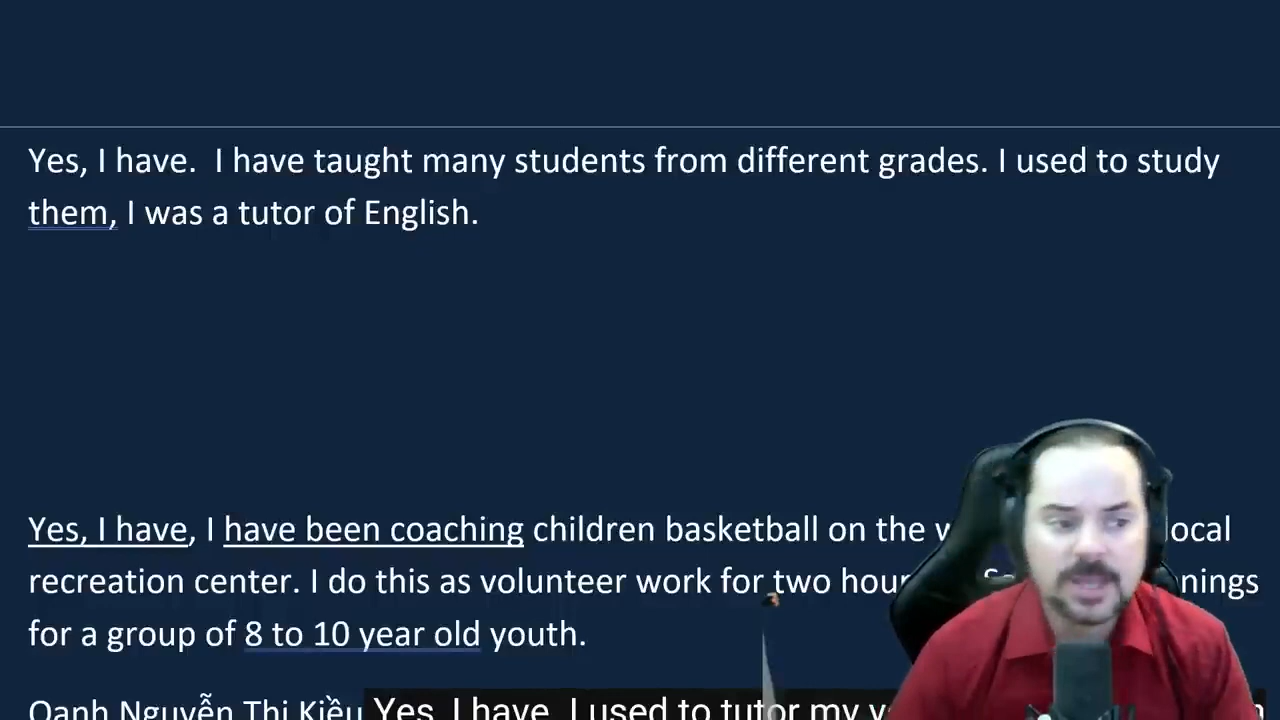 Yes, I have.  I have taught many students from different grades. I used to study
them, I was a tutor of English.
Yes, I have, I have been coaching children basketball on the local
recreation center. I do this as volunteer work for two
for a group of 8 to 10 year old youth.
Oanh Nguyễn Thị Kiều Yes, I have, I used to tutor my